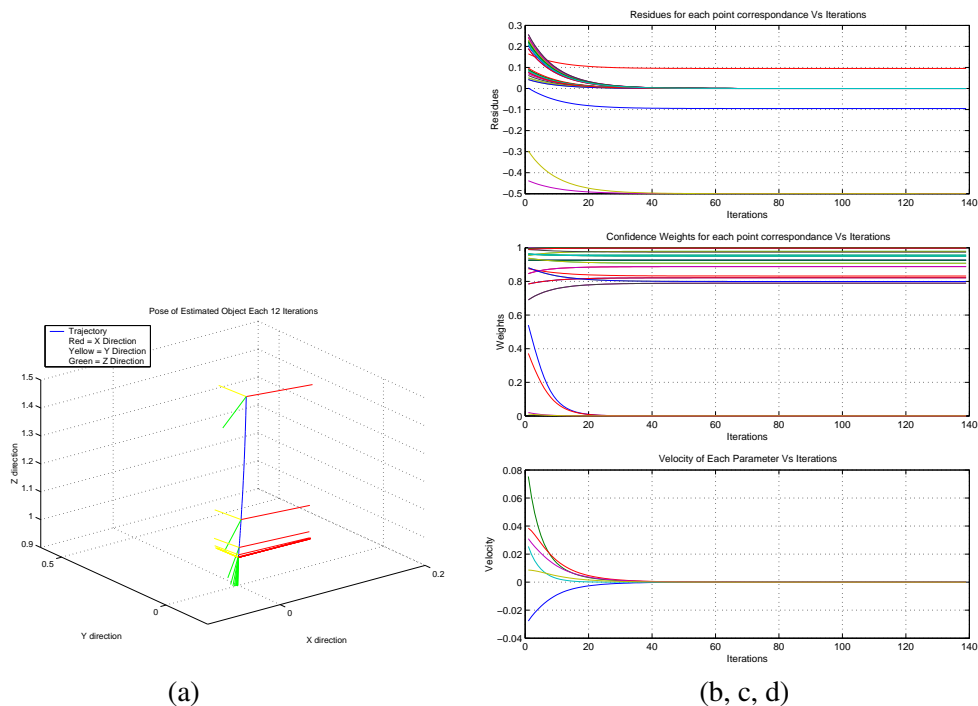 Residues for each point correspondance Vs Iterations
0.3
0.2
0.1
0
−0.1
−0.2
−0.3
−0.4
−0.5
Residues
0 20 40 60 80 100 120 140
Iterations
Confidence Weights for each point correspondance Vs Iterations
1
0.8
0.6
0.4
0.2
0
Weights
0 20 40 60 80 100 120 140
Iterations
Pose of Estimated Object Each 12 Iterations
Trajectory
Red = X Direction
Yellow = Y Direction
Green = Z Direction
1.5
1.4
1.3
1.2
1.1
1
0.9
Z direction
0.5
0
Y direction
0
0.2
X direction
Velocity of Each Parameter Vs Iterations
0.08
0.06
0.04
0.02
0
−0.02
−0.04
Velocity
0 20 40 60 80 100 120 140
Iterations
(a)
(b, c, d)